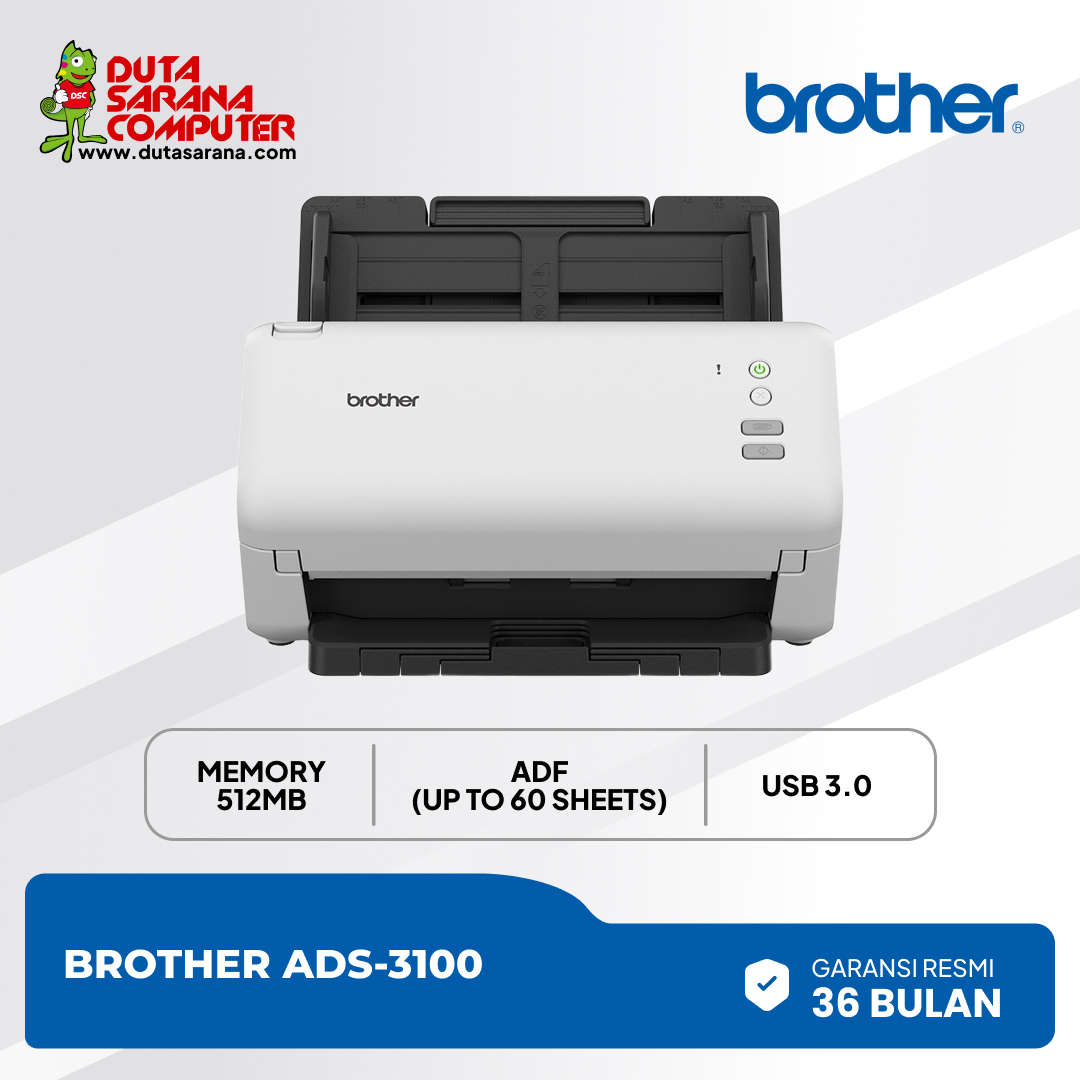 DSC
DUTA
SARANA
COMPUTER
www.dutasarana.com
brother®
brother
!
MEMORY
512MB
ADF
(UP TO 60 SHEETS)
USB 3.0
BROTHER ADS-3100
GARANSI RESMI
36 BULAN